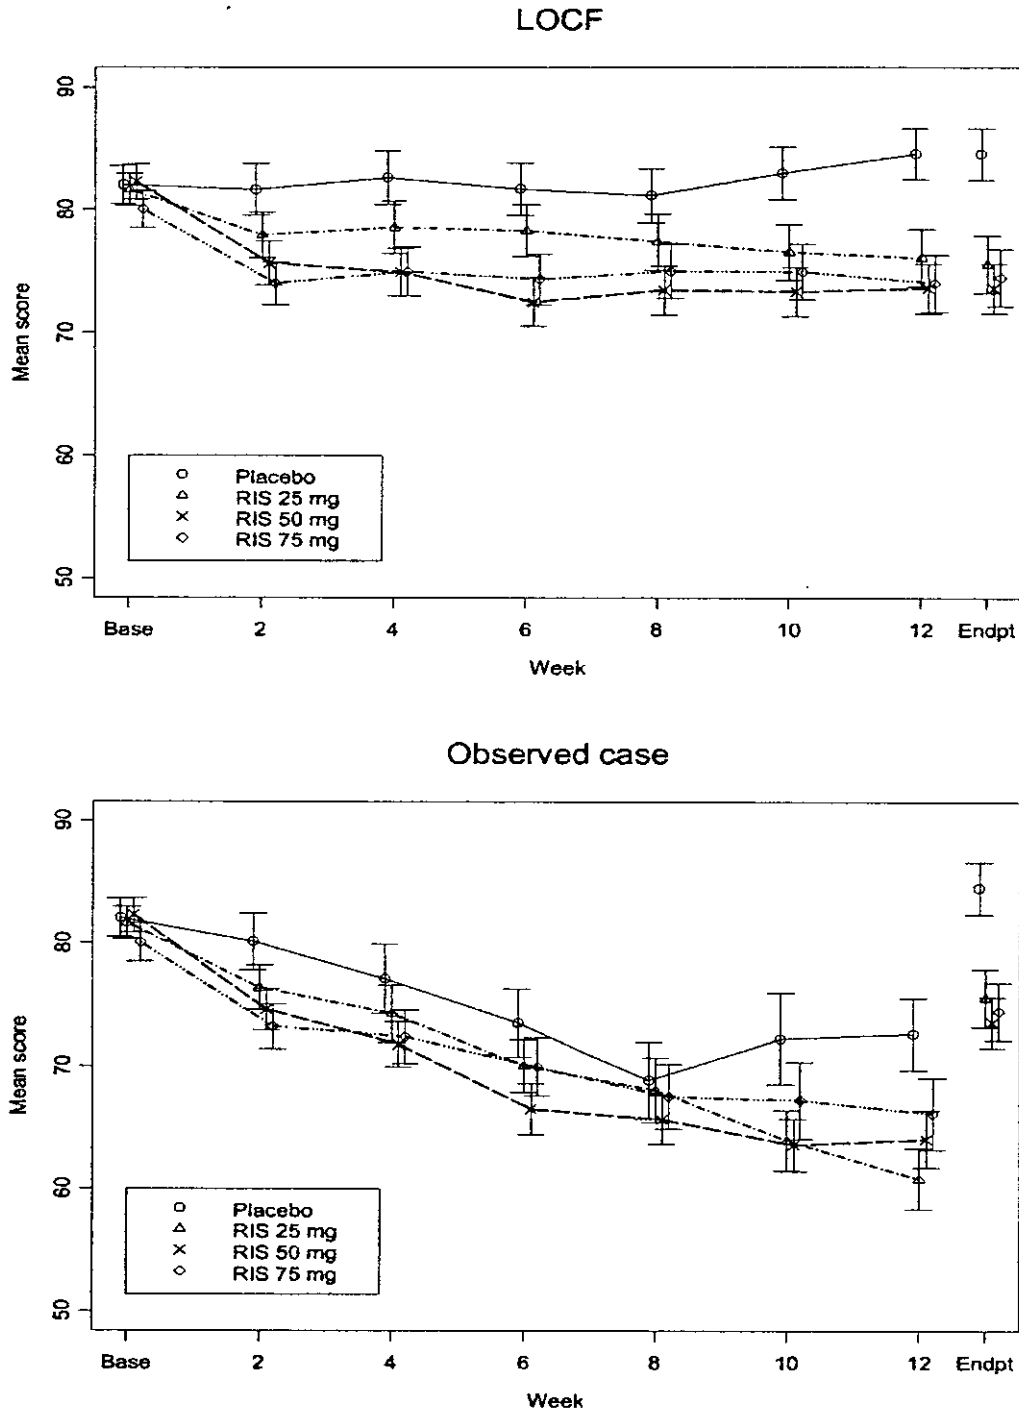 LOCF
90
80
70
60
50
Mean score
Placebo
RIS 25 mg
RIS 50 mg
RIS 75 mg
Base 2 4 6 8 10 12 Endpt
Week
Observed case
90
80
70
60
50
Mean score
Placebo
RIS 25 mg
RIS 50 mg
RIS 75 mg
Base 2 4 6 8 10 12 Endpt
Week